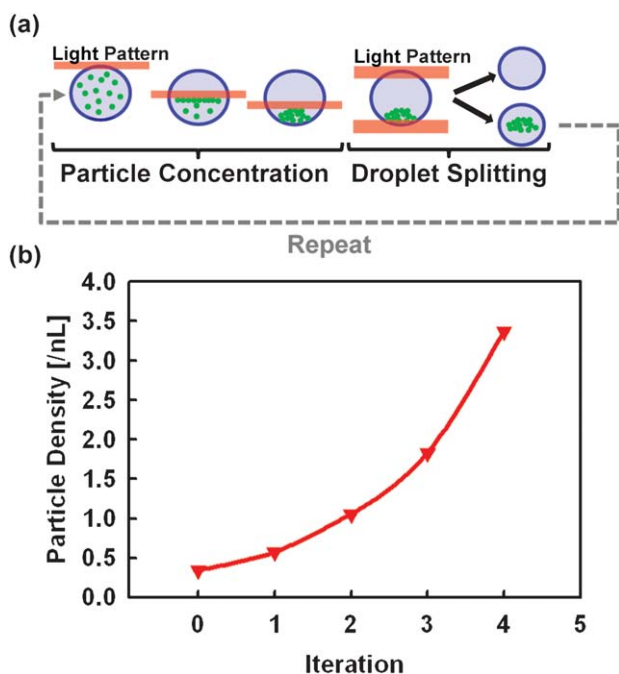 (a)
Light Pattern
Light Pattern
Particle Concentration
Droplet Splitting
Repeat
(b)
Particle Density [/nL]
4.0
3.5
3.0
2.5
2.0
1.5
1.0
0.5
0.0
0 1 2 3 4 5
Iteration